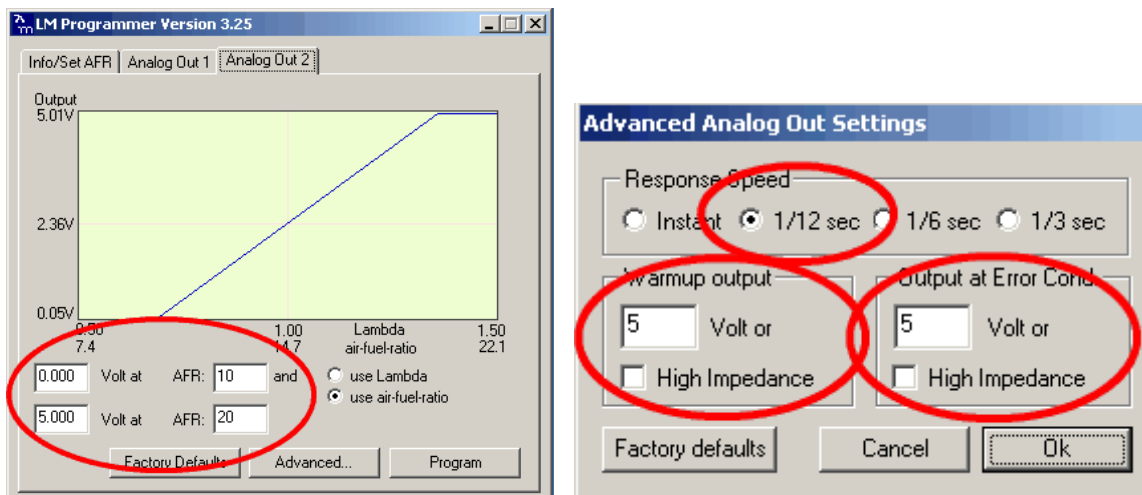 LM Programmer Version 3.25
Info/Set AFR Analog Out 1 Analog Out 2
Output
5.01V
2.36V
0.05V
0.50 1.00 Lambda 1.50
7.4 14.7 air-fuel-ratio 22.1
0.000 Volt at AFR: 10 and use Lambda
use air-fuel-ratio
5.000 Volt at AFR: 20
Factory Defaults Advanced... Program
Advanced Analog Out Settings
Response Speed
Instant 1/12 sec 1/6 sec 1/3 sec
Warmup output Output at Error Cond.
5 Volt or 5 Volt or
High Impedance High Impedance
Factory defaults Cancel Ok